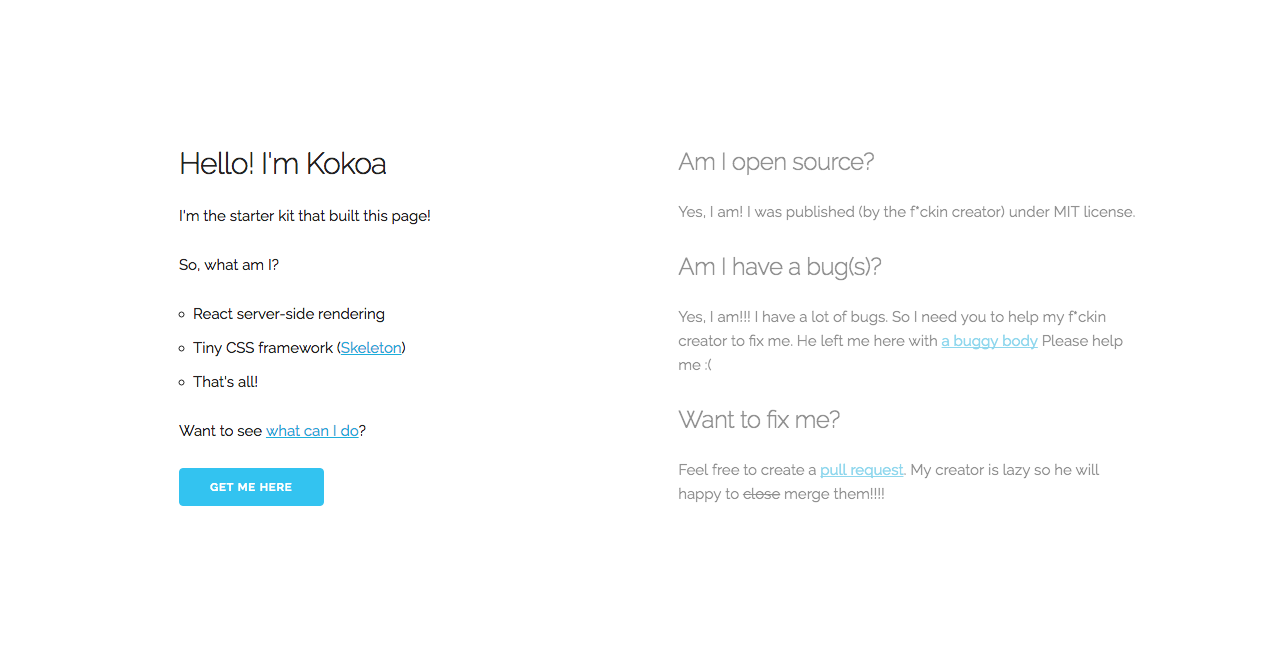 Hello! I'm Kokoa
I'm the starter kit that built this page!
So, what am I?
React server-side rendering
Tiny CSS framework (Skeleton)
That's all!
Want to see what can I do?
GET ME HERE
Am I open source?
Yes, I am! I was published (by the f*ckin creator) under MIT license.
Am I have a bug(s)?
Yes, I am!!! I have a lot of bugs. So I need you to help my f*ckin
creator to fix me. He left me here with a buggy body Please help
me :(
Want to fix me?
Feel free to create a pull request. My creator is lazy so he will
happy to close merge them!!!!